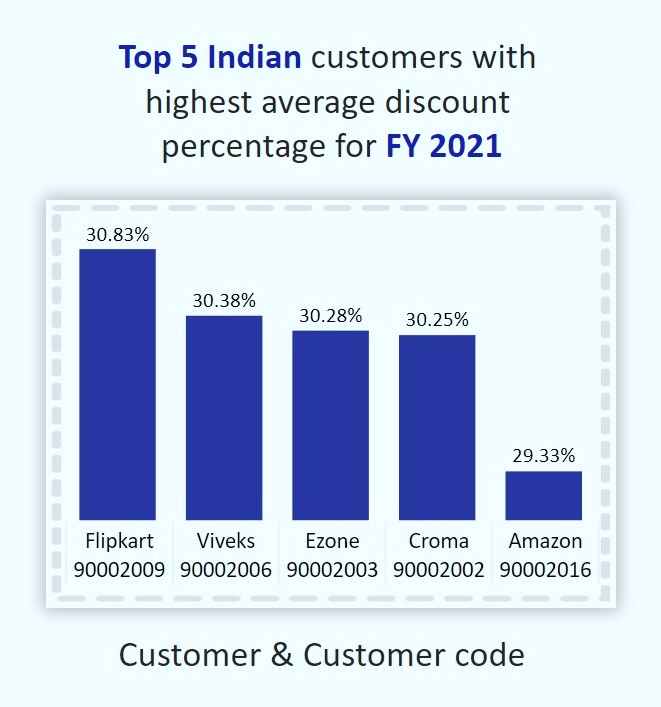 Top 5 Indian customers with
highest average discount
percentage for FY 2021
30.83%
30.38%
30.28%
30.25%
29.33%
Flipkart Viveks Ezone Croma Amazon
90002009 90002006 90002003 90002002 90002016
Customer & Customer code